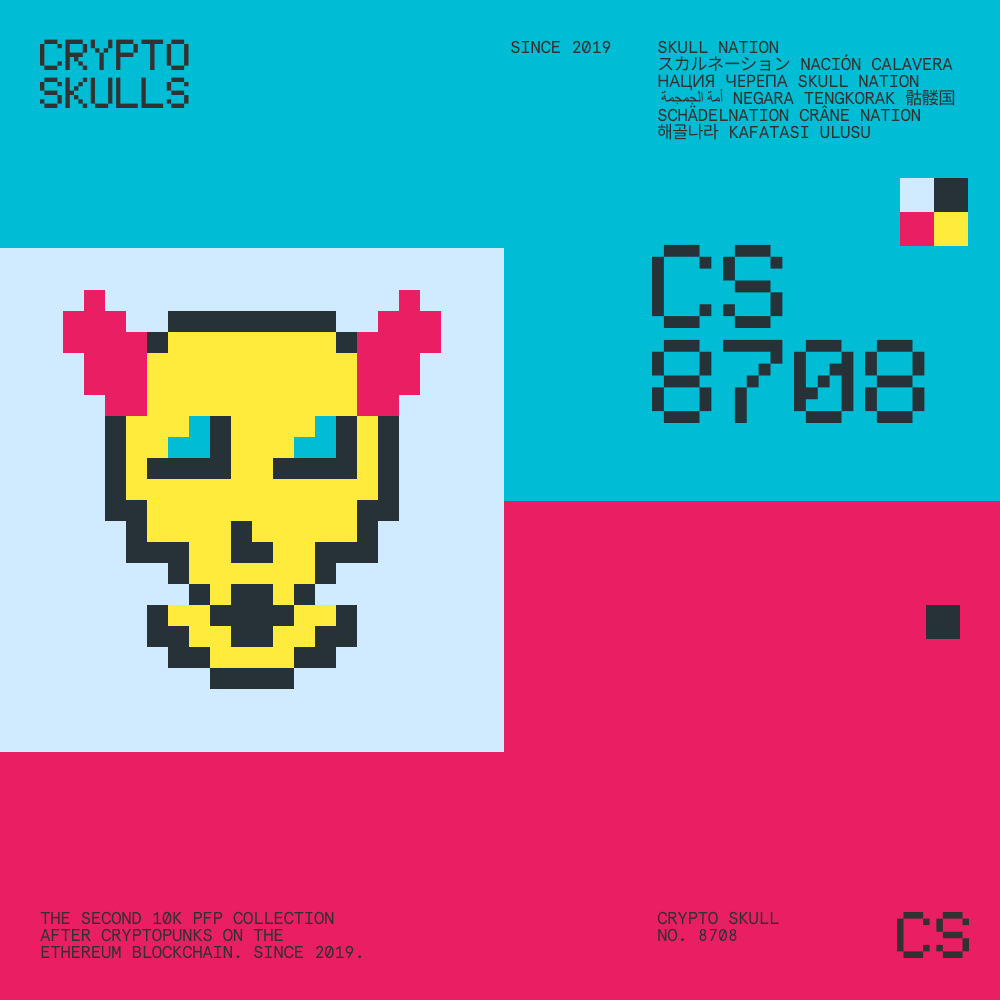 CRYPTO
SKULLS
SINCE 2019
SKULL NATION
スカルネーション NACIÓN CALAVERA
НАЦИЯ ЧЕРЕПА SKULL NATION
أمة الجمجمة NEGARA TENGKORAK 骷髅国
SCHÄDELNATION CRÂNE NATION
해골나라 KAFATASI ULUSU
CS
8708
THE SECOND 10K PFP COLLECTION
AFTER CRYPTOPUNKS ON THE
ETHEREUM BLOCKCHAIN. SINCE 2019.
CRYPTO SKULL
NO. 8708
CS